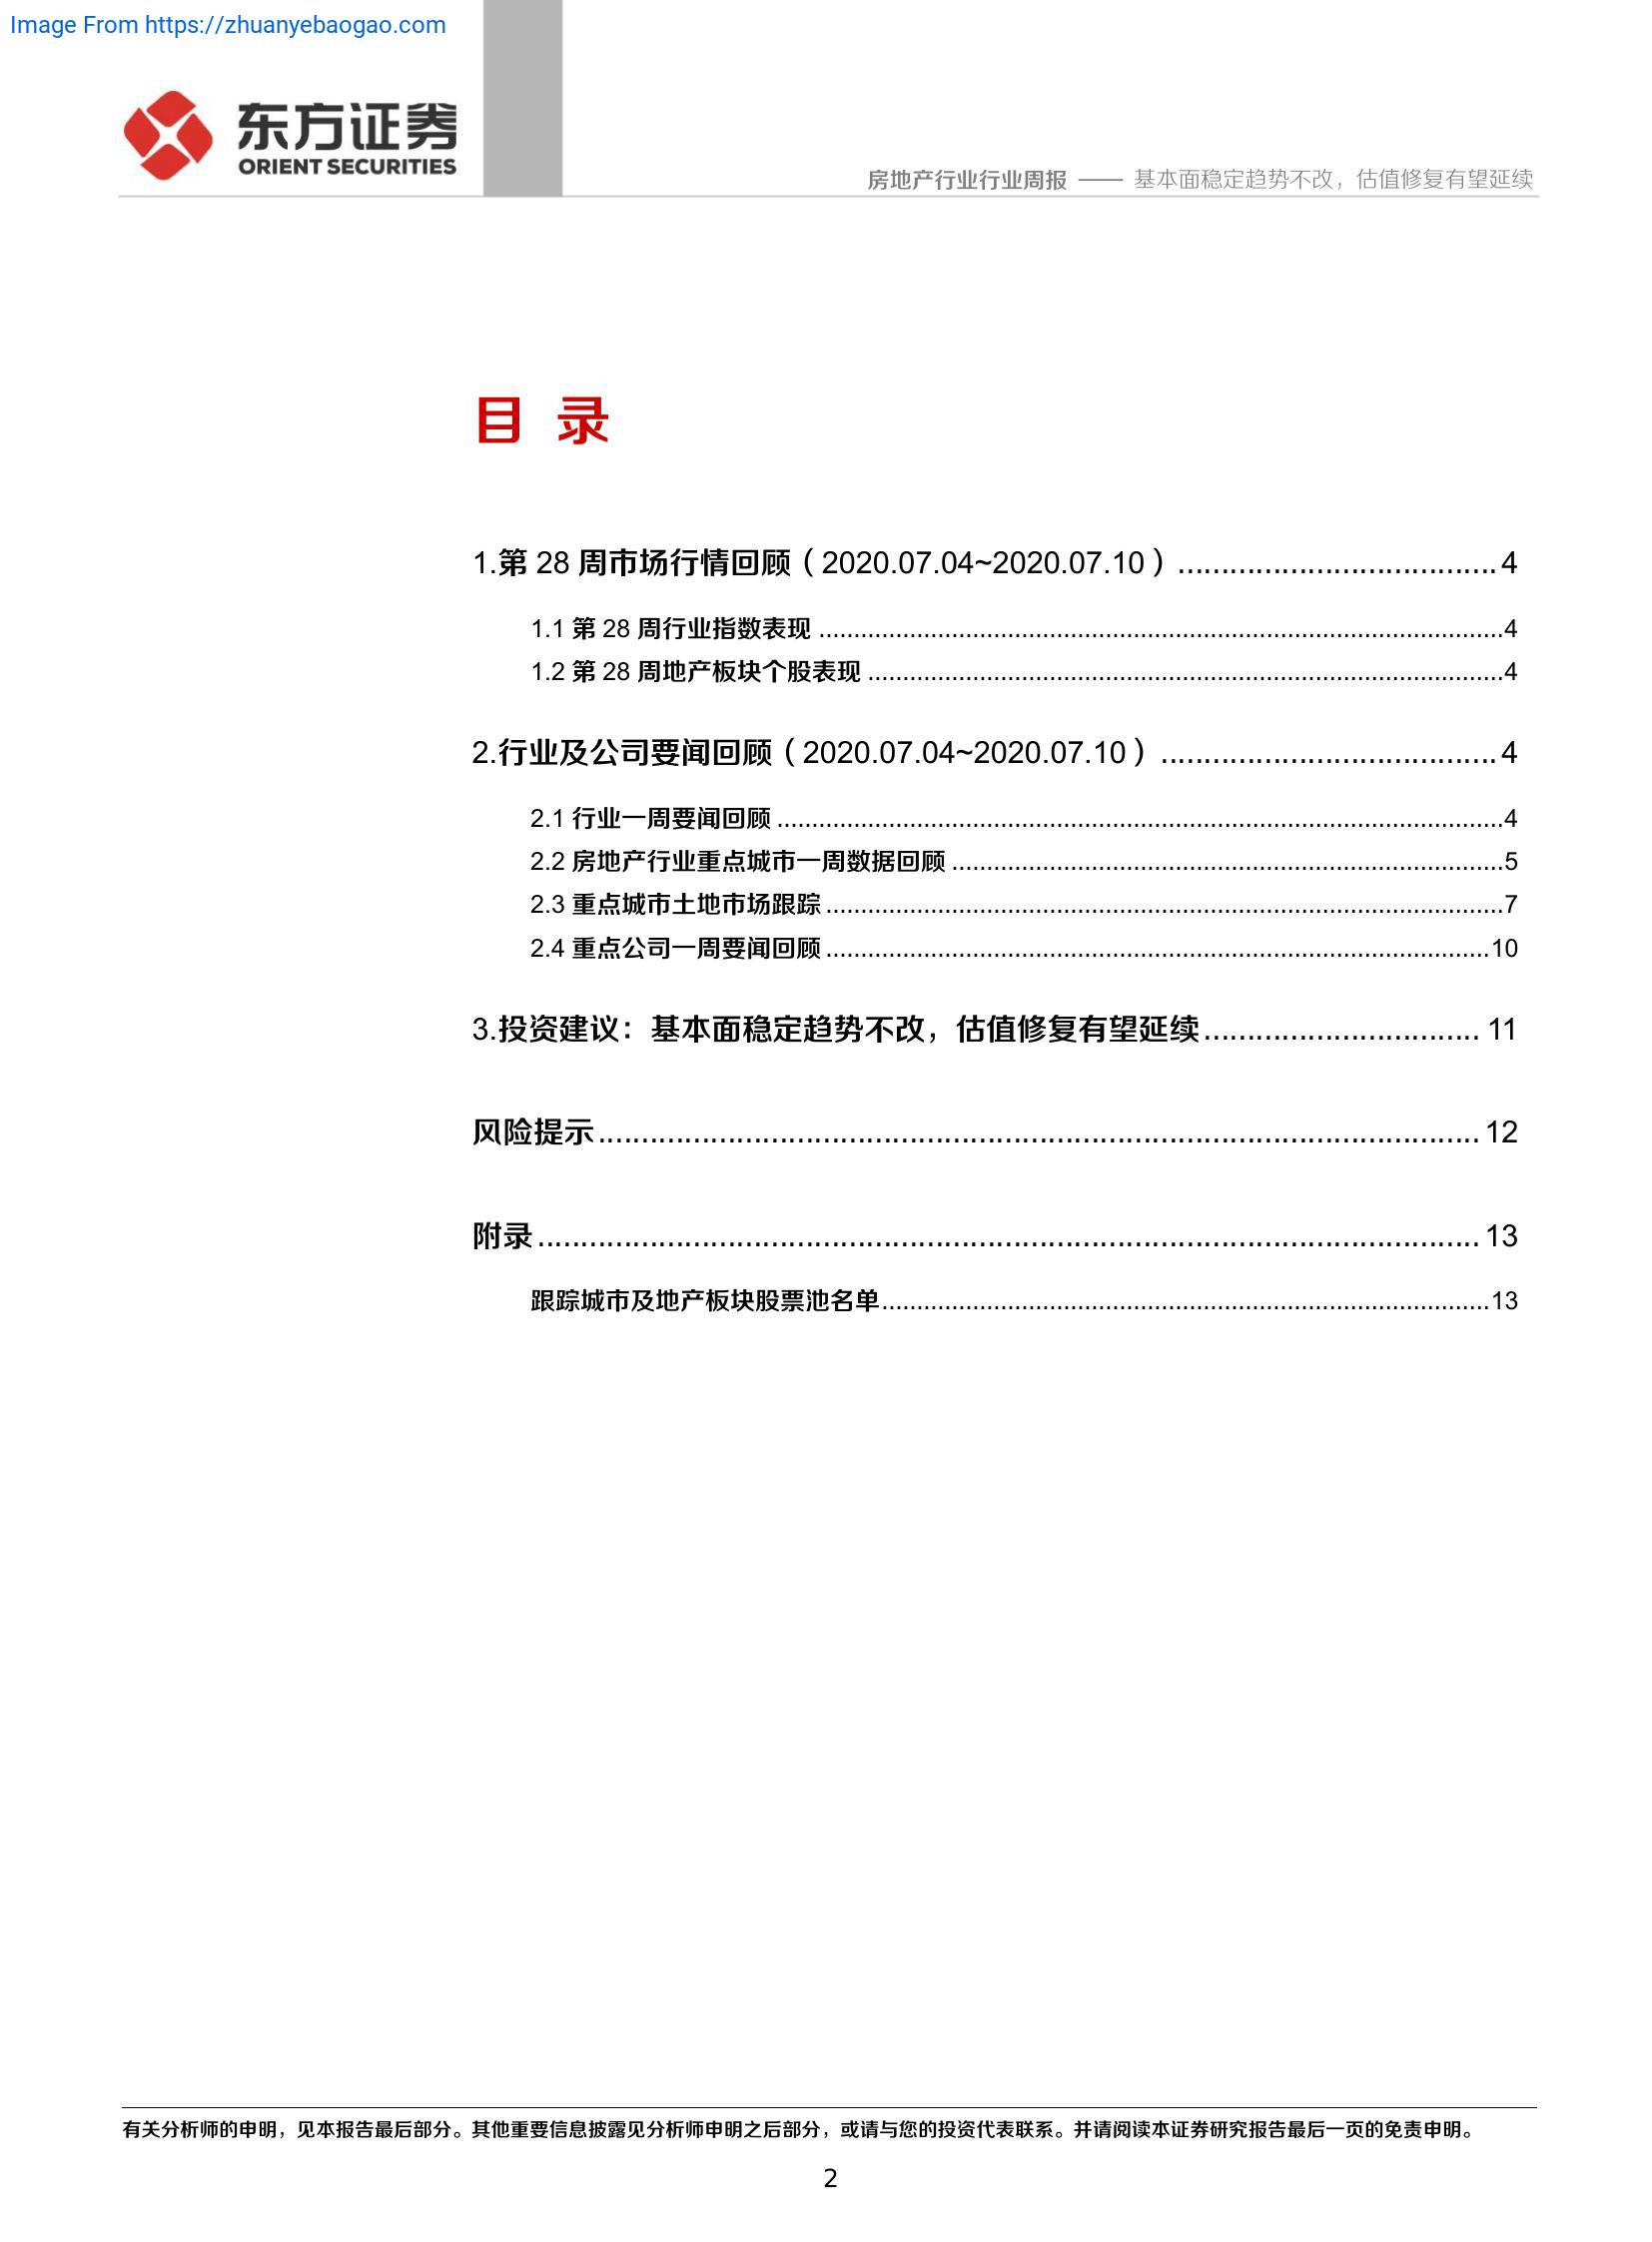 Image From https://zhuanyebaogao.com
东方证券
ORIENT SECURITIES
房地产行业行业周报 —— 基本面稳定趋势不改，估值修复有望延续
目 录
1.第 28 周市场行情回顾（2020.07.04~2020.07.10）.....................................4
1.1 第 28 周行业指数表现 ..................................................................................................4
1.2 第 28 周地产板块个股表现 ...........................................................................................4
2.行业及公司要闻回顾（2020.07.04~2020.07.10）.......................................4
2.1 行业一周要闻回顾 ........................................................................................................4
2.2 房地产行业重点城市一周数据回顾 ...............................................................................5
2.3 重点城市土地市场跟踪 .................................................................................................7
2.4 重点公司一周要闻回顾 ...............................................................................................10
3.投资建议：基本面稳定趋势不改，估值修复有望延续................................ 11
风险提示...................................................................................................... 12
附录............................................................................................................. 13
跟踪城市及地产板块股票池名单.......................................................................................13
有关分析师的申明，见本报告最后部分。其他重要信息披露见分析师申明之后部分，或请与您的投资代表联系。并请阅读本证券研究报告最后一页的免责申明。
2